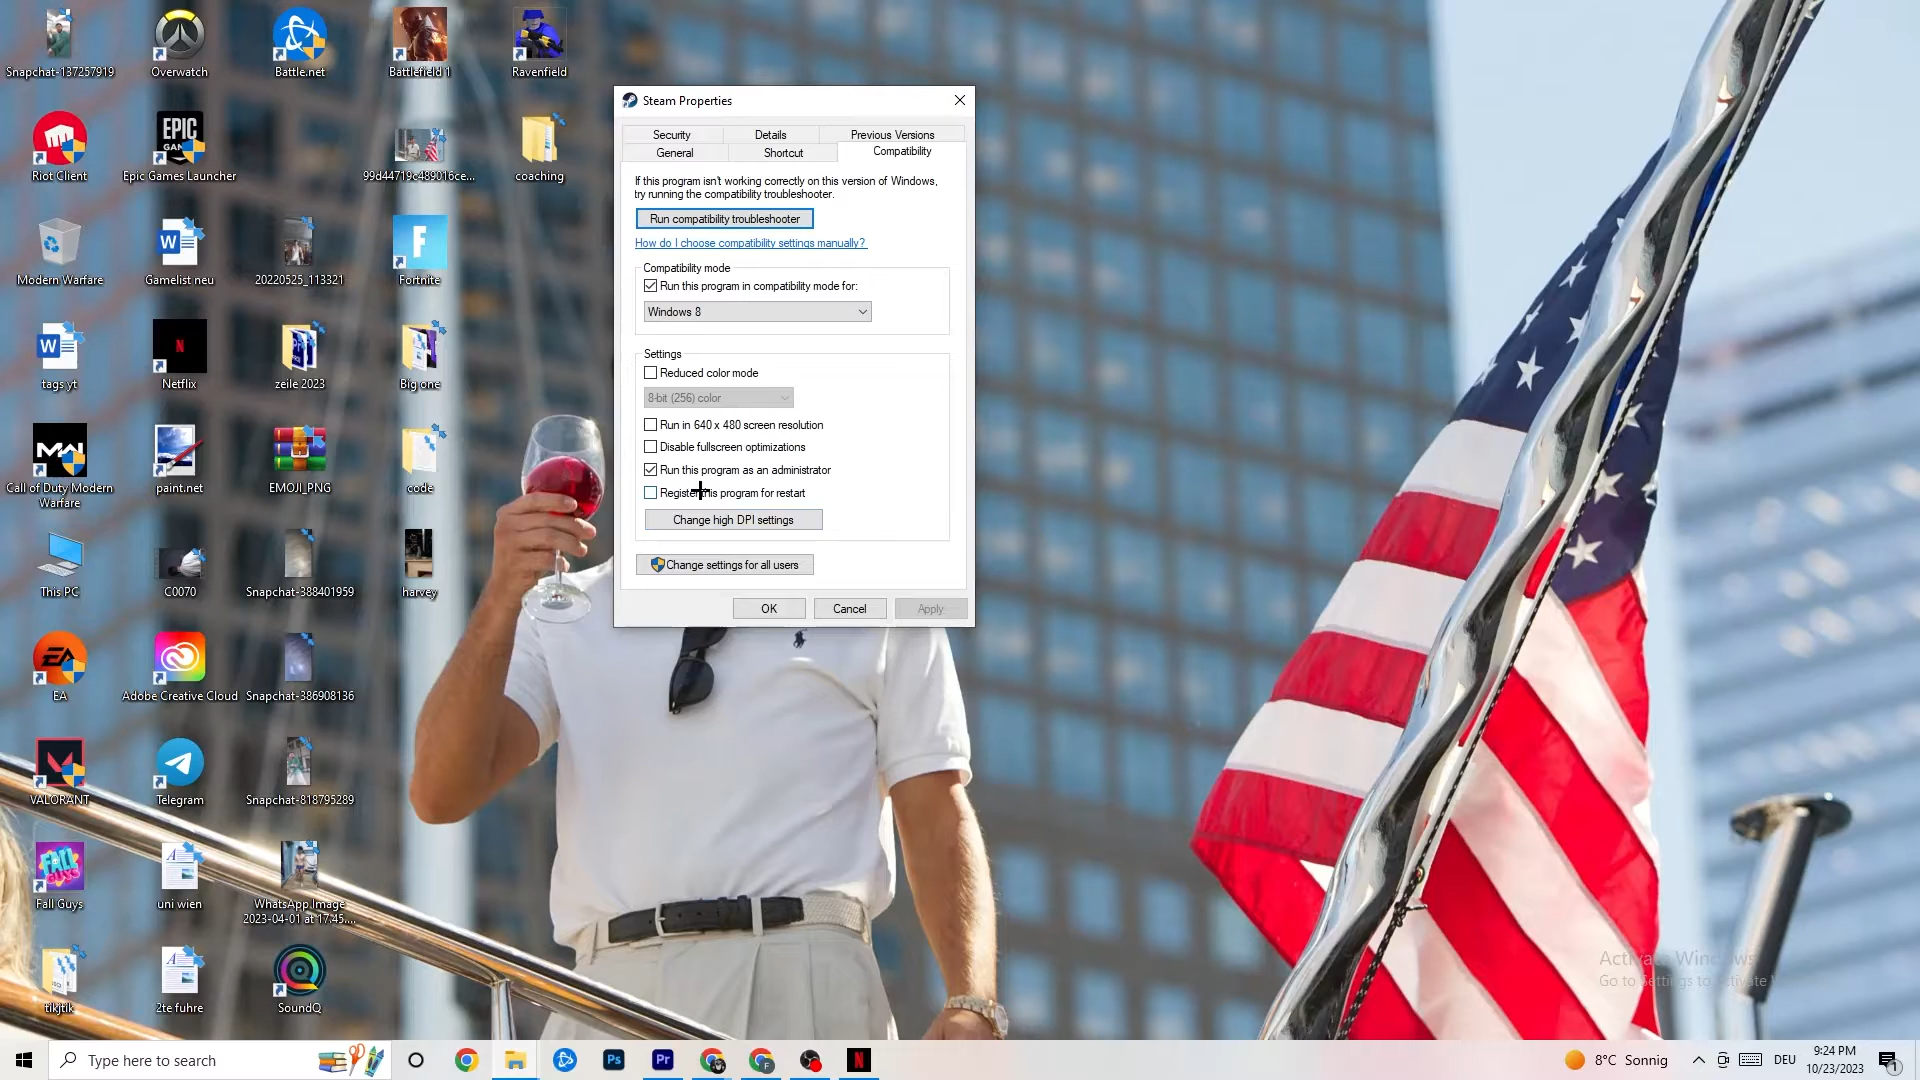 Snapchat-137257919
Overwatch
Battle.net
Battlefield 1
Ravenfield
Riot Client
EPIC
Epic Games Launcher
99d44719c489016ce...
coaching
Modern Warfare
Gamelist neu
20220525_113321
F
Fortnite
W
tags yt
N
Netflix
zeile 2023
Big one
MW
Call of Duty Modern
Warfare
paint.net
EMOJI_PNG
code
This PC
C0070
Snapchat-388401959
harvey
EA
EA
Adobe Creative Cloud
Snapchat-386908136
VALORANT
Telegram
Snapchat-818795289
FALL
GUYS
Fall Guys
uni wien
WhatsApp Image
2023-04-01 at 17.45....
tikjtik
2te fuhre
SoundQ
Steam Properties
Security
Details
Previous Versions
General
Shortcut
Compatibility
If this program isn't working correctly on this version of Windows,
try running the compatibility troubleshooter.
Run compatibility troubleshooter
How do I choose compatibility settings manually?
Compatibility mode
Run this program in compatibility mode for:
Windows 8
Settings
Reduced color mode
8-bit (256) color
Run in 640 x 480 screen resolution
Disable fullscreen optimizations
Run this program as an administrator
Register this program for restart
Change high DPI settings
Change settings for all users
OK
Cancel
Apply
Activate Windows
Go to Settings to activate
Type here to search
Ps
Pr
F
N
8°C Sonnig
DEU
9:24 PM
10/23/2023
1